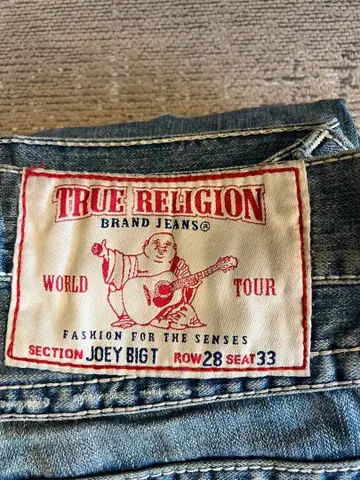 TRUE RELIGION
BRAND JEANS®
WORLD TOUR
FASHION FOR THE SENSES
SECTION JOEY BIG T ROW 28 SEAT 33